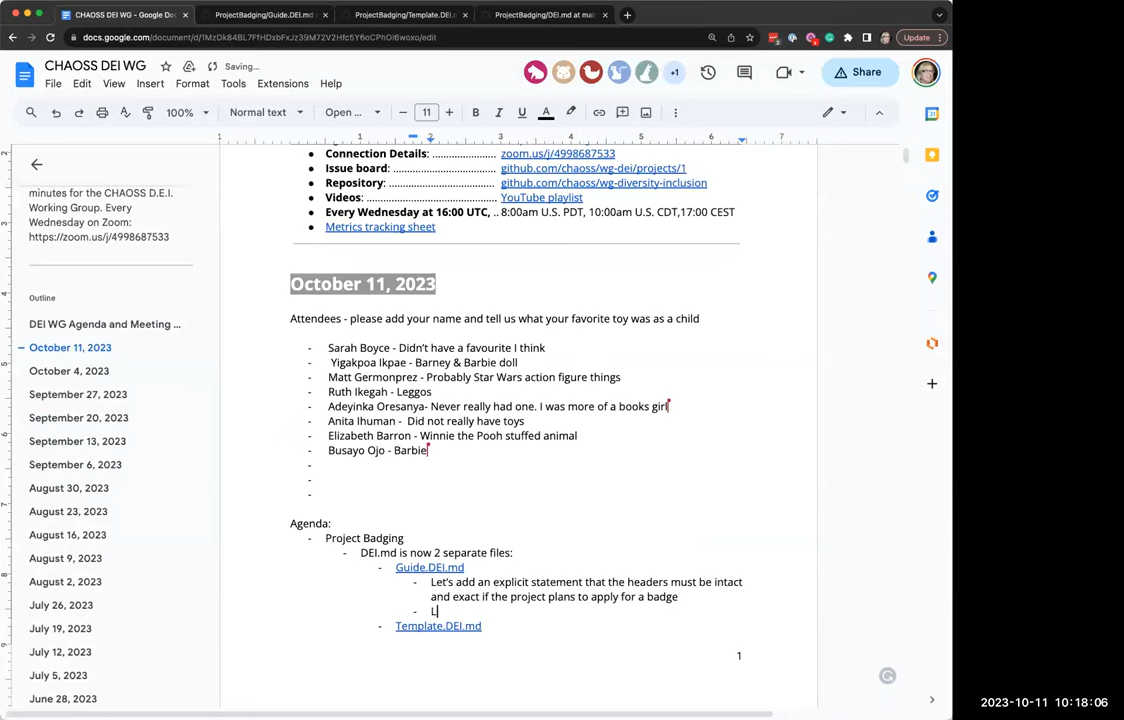 CHAOSS DEI WG - Google Doc
ProjectBadging/Guide.DEI.md
ProjectBadging/Template.DEI.m
ProjectBadging/DEI.md at main
Update
CHAOSS DEI WG
Saving...
File Edit View Insert Format Tools Extensions Help
+1
Share
100%
Normal text
Open ...
11
1 1 2 3 4 5 6 7
minutes for the CHAOSS D.E.I.
Working Group. Every
Wednesday on Zoom:
https://zoom.us/j/4998687533
Outline
DEI WG Agenda and Meeting ...
October 11, 2023
October 4, 2023
September 27, 2023
September 20, 2023
September 13, 2023
September 6, 2023
August 30, 2023
August 23, 2023
August 16, 2023
August 9, 2023
August 2, 2023
July 26, 2023
July 19, 2023
July 12, 2023
July 5, 2023
June 28, 2023
Connection Details: ...................... zoom.us/j/4998687533
Issue board: ................................... github.com/chaoss/wg-dei/projects/1
Repository: .................................... github.com/chaoss/wg-diversity-inclusion
Videos: ............................................ YouTube playlist
Every Wednesday at 16:00 UTC, .. 8:00am U.S. PDT, 10:00am U.S. CDT,17:00 CEST
Metrics tracking sheet
October 11, 2023
Attendees - please add your name and tell us what your favorite toy was as a child
- Sarah Boyce - Didn't have a favourite I think
- Yigakpoa Ikpae - Barney & Barbie doll
- Matt Germonprez - Probably Star Wars action figure things
- Ruth Ikegah - Leggos
- Adeyinka Oresanya- Never really had one. I was more of a books girl
- Anita Ihuman - Did not really have toys
- Elizabeth Barron - Winnie the Pooh stuffed animal
- Busayo Ojo - Barbie
-
-
-
Agenda:
- Project Badging
- DEI.md is now 2 separate files:
- Guide.DEI.md
- Let's add an explicit statement that the headers must be intact
and exact if the project plans to apply for a badge
- L
- Template.DEI.md
1
2023-10-11 10:18:06